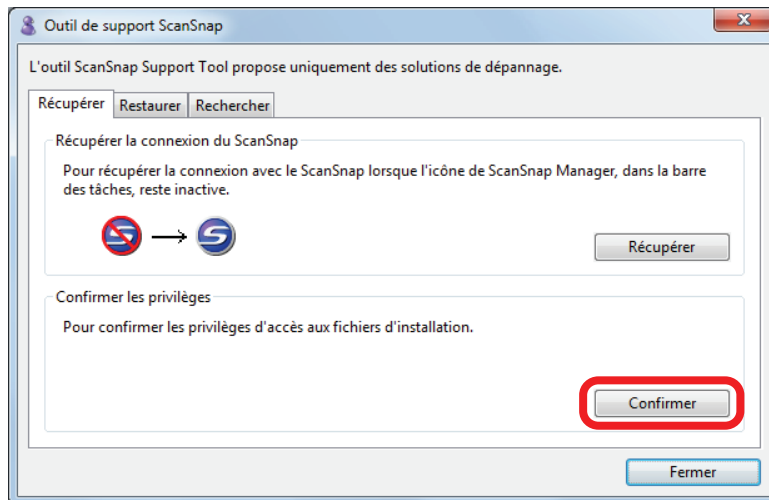 Outil de support ScanSnap
L'outil ScanSnap Support Tool propose uniquement des solutions de dépannage.
Récupérer Restaurer Rechercher
Récupérer la connexion du ScanSnap
Pour récupérer la connexion avec le ScanSnap lorsque l'icône de ScanSnap Manager, dans la barre
des tâches, reste inactive.
Récupérer
Confirmer les privilèges
Pour confirmer les privilèges d'accès aux fichiers d'installation.
Confirmer
Fermer